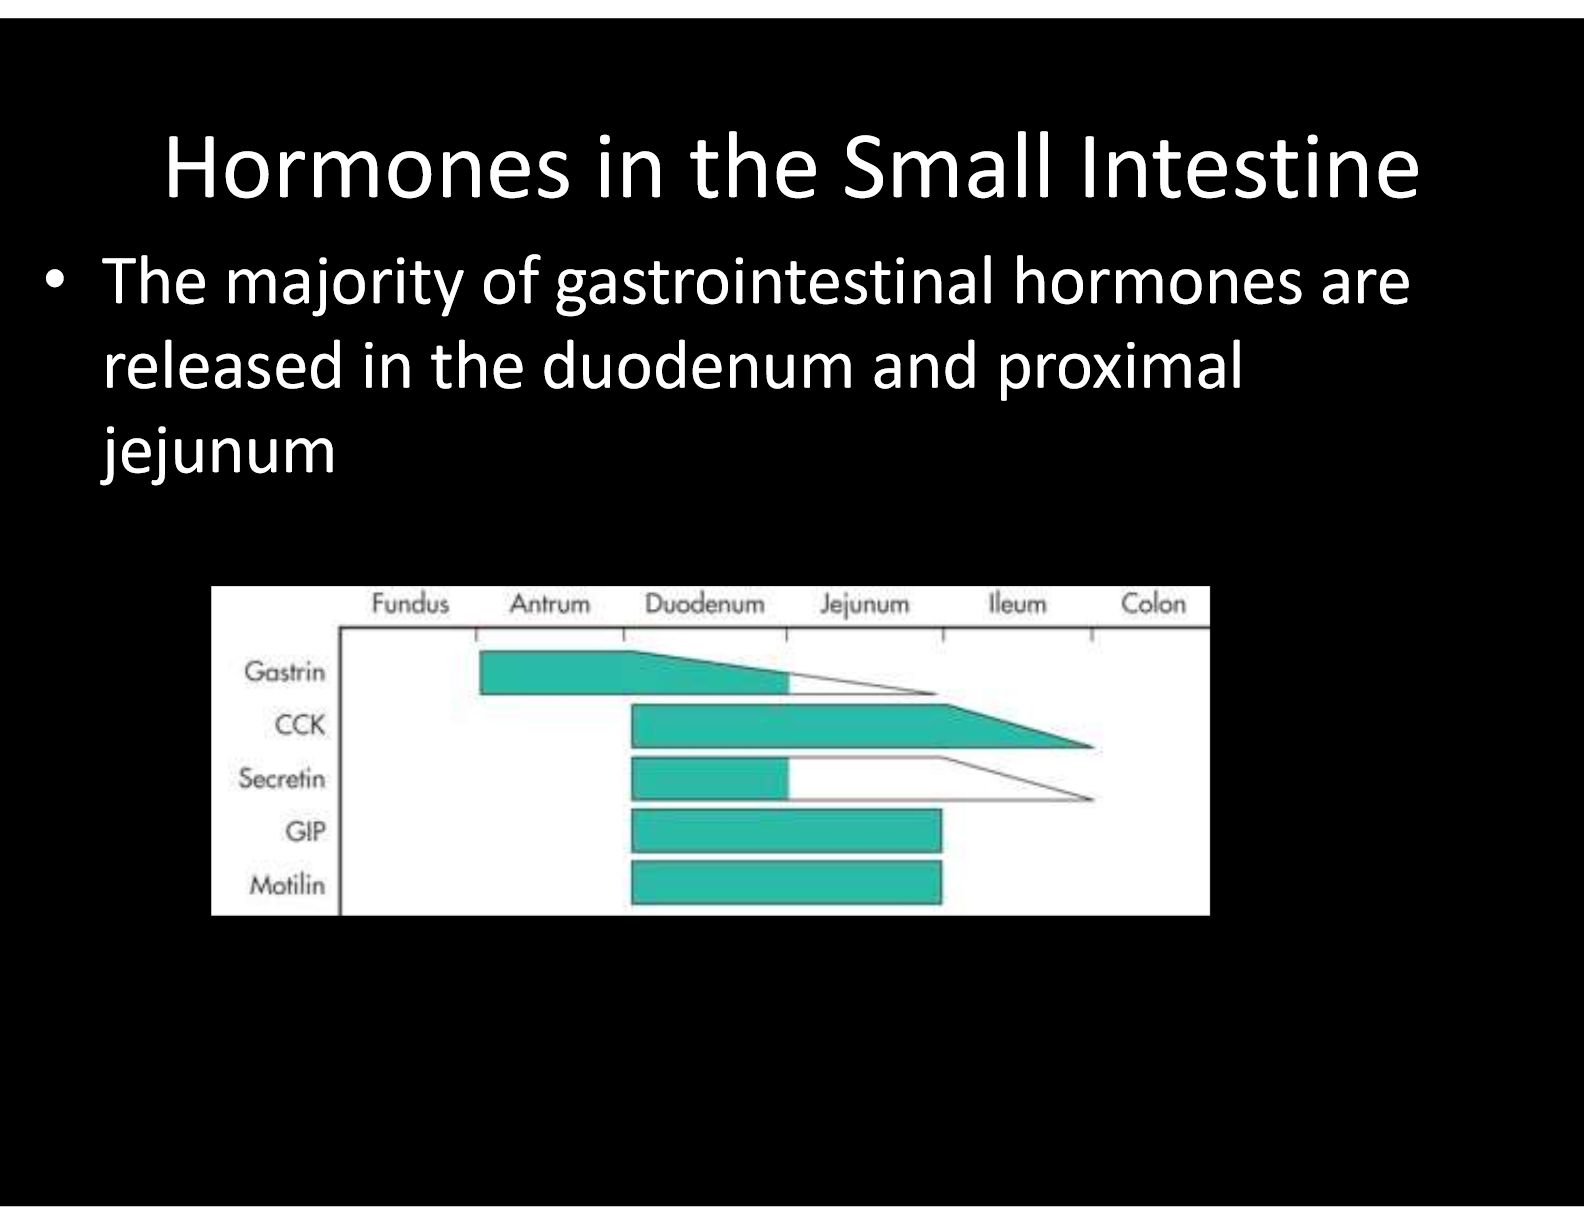 Hormones in the Small Intestine
• The majority of gastrointestinal hormones are
released in the duodenum and proximal
jejunum
Fundus Antrum Duodenum Jejunum Ileum Colon
Gastrin
CCK
Secretin
GIP
Motilin